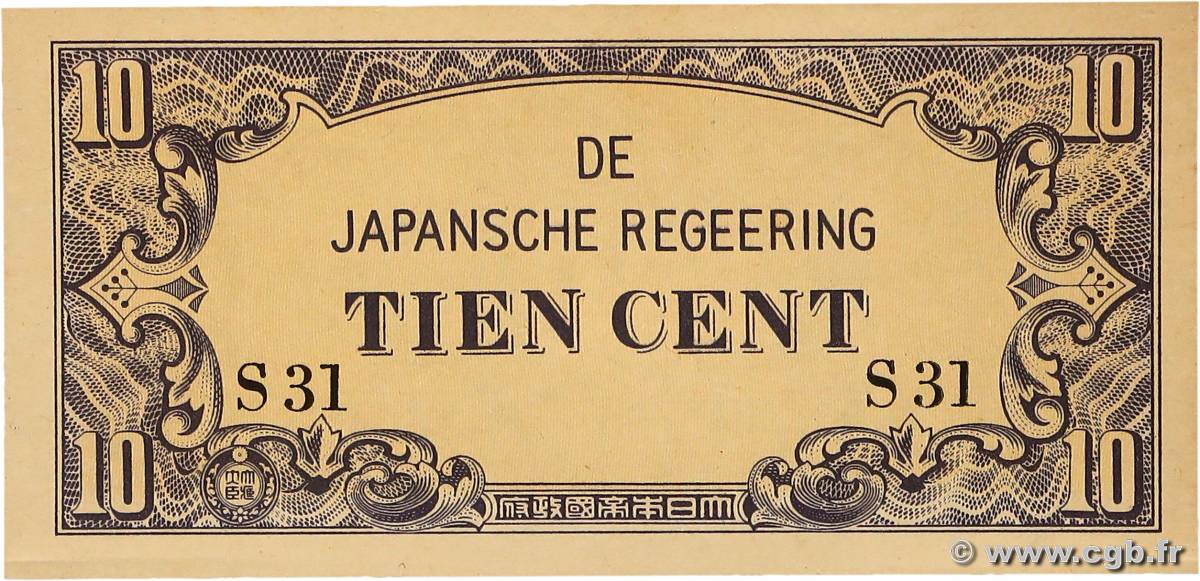 10 10
DE
JAPANSCHE REGEERING
TIEN CENT
S 31 S 31
10 10
府政國帝本日大
© www.cgb.fr